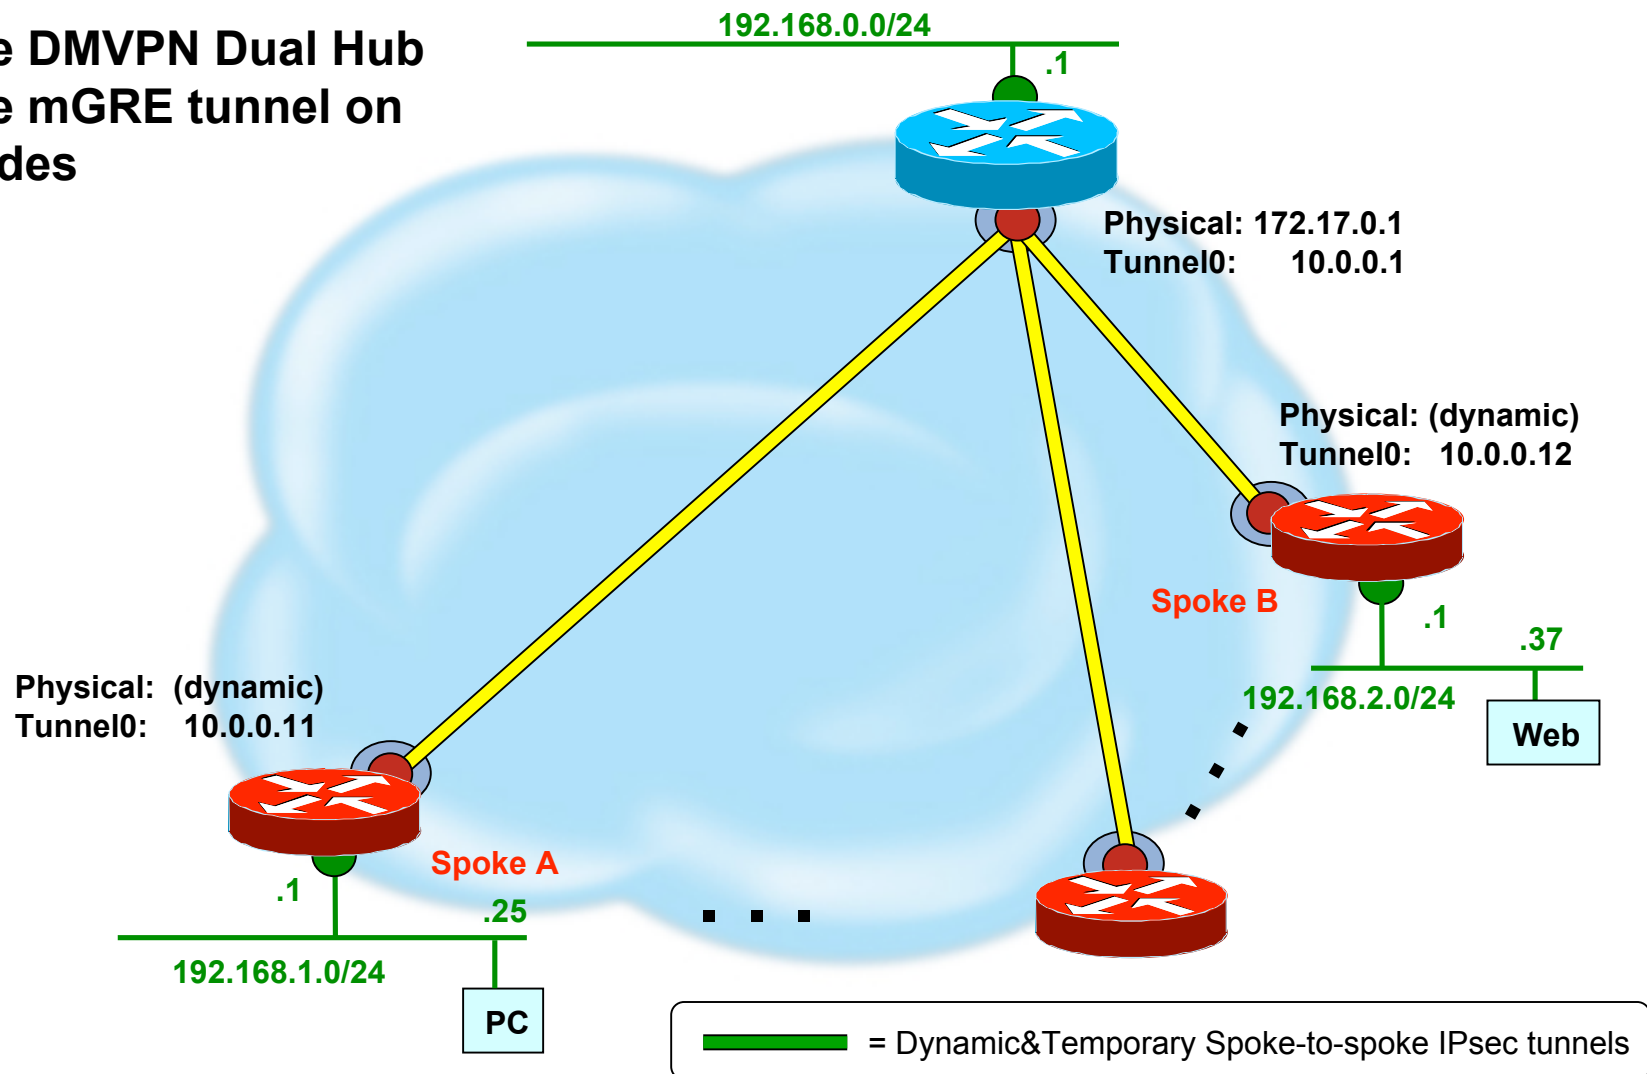 e DMVPN Dual Hub
e mGRE tunnel on
des
192.168.0.0/24
.1
Physical: 172.17.0.1
Tunnel0: 10.0.0.1
Physical: (dynamic)
Tunnel0: 10.0.0.12
Spoke B
.1
.37
192.168.2.0/24
Web
Physical: (dynamic)
Tunnel0: 10.0.0.11
Spoke A
.1
.25
192.168.1.0/24
PC
. . .
. . .
= Dynamic&Temporary Spoke-to-spoke IPsec tunnels